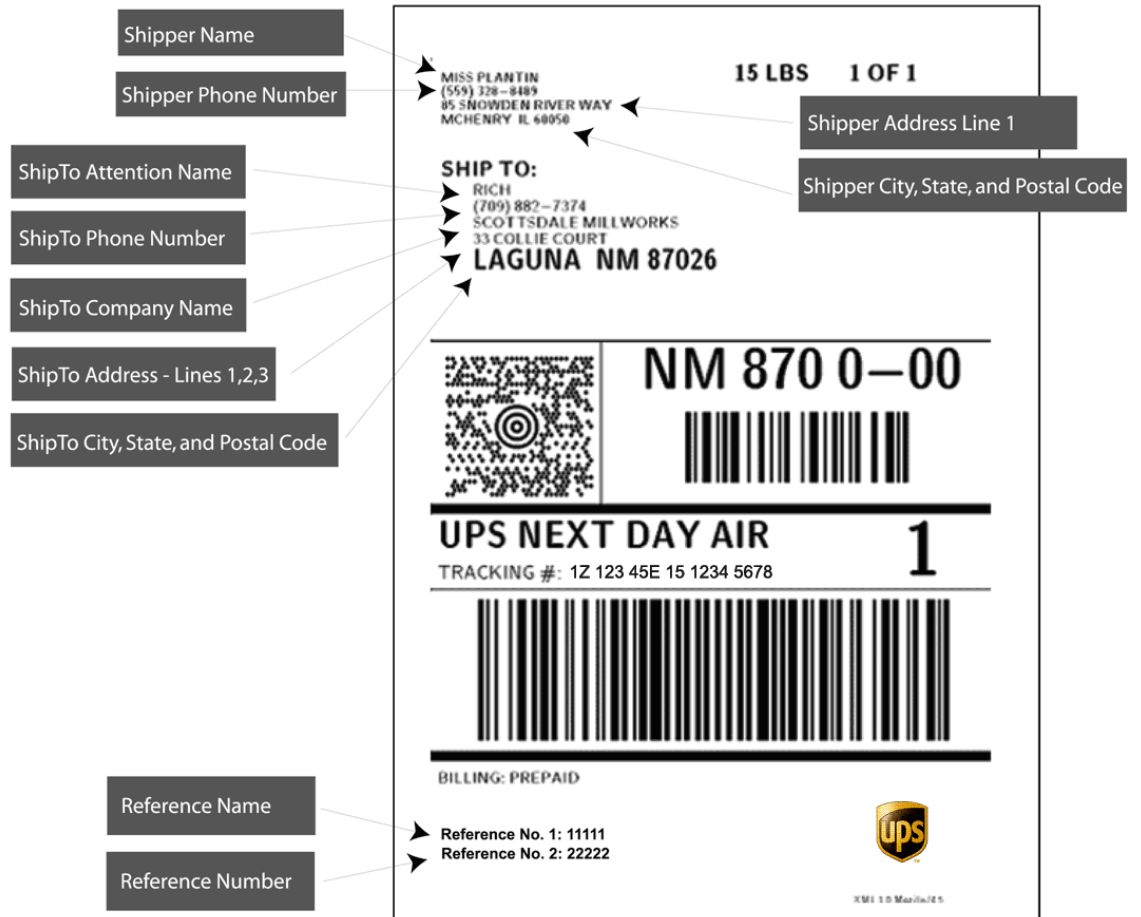 Shipper Name
Shipper Phone Number
ShipTo Attention Name
ShipTo Phone Number
ShipTo Company Name
ShipTo Address - Lines 1,2,3
ShipTo City, State, and Postal Code
Shipper Address Line 1
Shipper City, State, and Postal Code
MISS PLANTIN
(559) 328–8489
85 SNOWDEN RIVER WAY
MCHENRY IL 60050
15 LBS 1 OF 1
SHIP TO:
RICH
(709) 882–7374
SCOTTSDALE MILLWORKS
33 COLLIE COURT
LAGUNA NM 87026
NM 870 0–00
UPS NEXT DAY AIR
1
TRACKING #: 1Z 123 45E 15 1234 5678
BILLING: PREPAID
Reference Name
Reference Number
Reference No. 1: 11111
Reference No. 2: 22222
ups